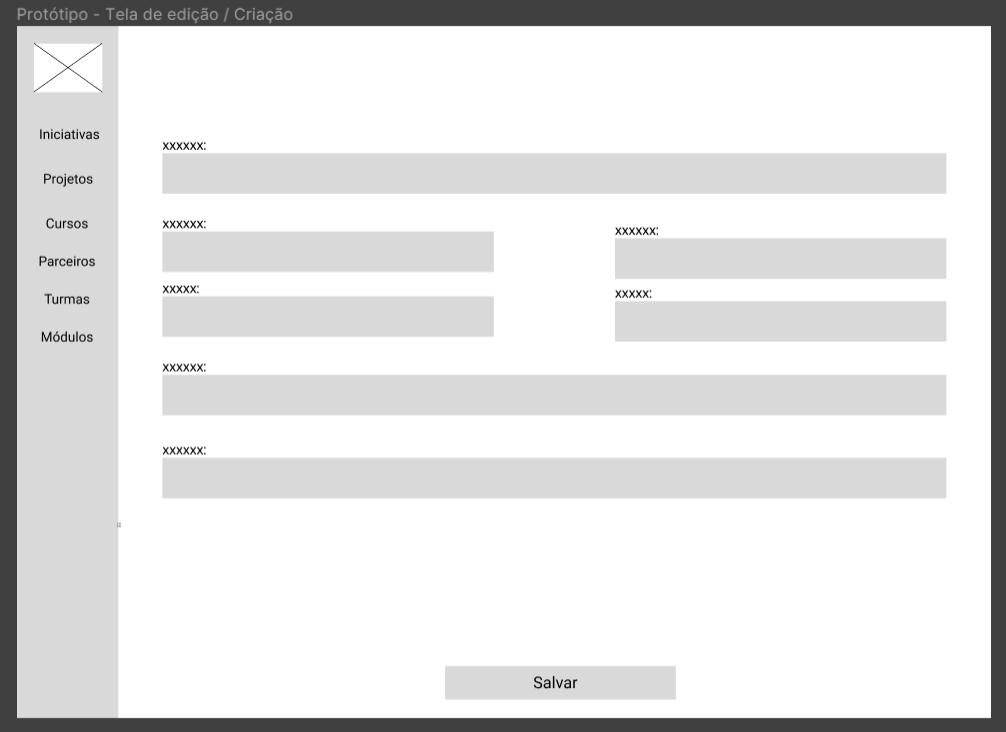 Protótipo - Tela de edição / Criação
Iniciativas
Projetos
Cursos
Parceiros
Turmas
Módulos
xxxxxx:
xxxxxx:
xxxxxx:
xxxxx:
xxxxx:
xxxxxx:
xxxxxx:
Salvar